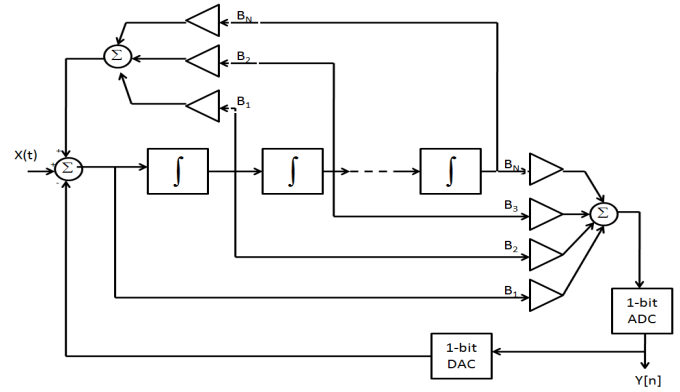 B_N
Σ
B_2
B_1
X(t)
+
+
Σ
-
∫
∫
∫
B_N
B_3
Σ
B_2
B_1
1-bit
ADC
1-bit
DAC
Y[n]